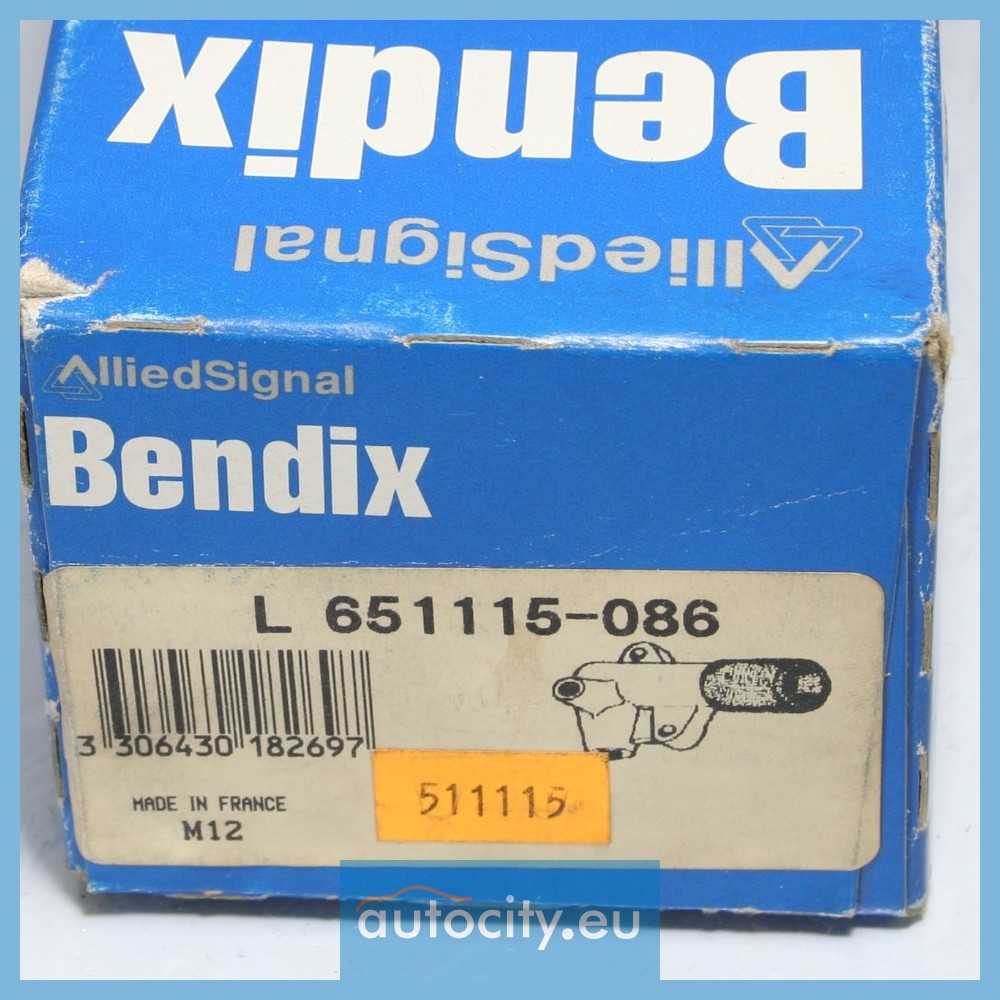 Bendix
AlliedSignal
AlliedSignal
Bendix
L 651115-086
3 306430 182697
MADE IN FRANCE
M12
511115
autocity.eu